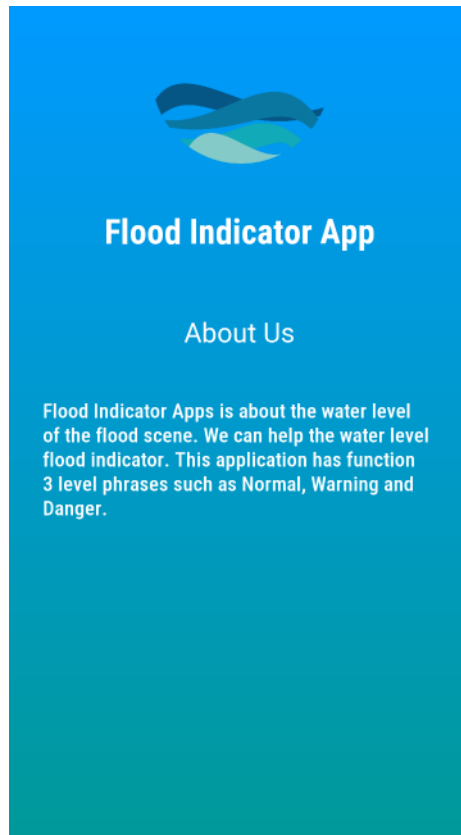 Flood Indicator App
About Us
Flood Indicator Apps is about the water level
of the flood scene. We can help the water level
flood indicator. This application has function
3 level phrases such as Normal, Warning and
Danger.